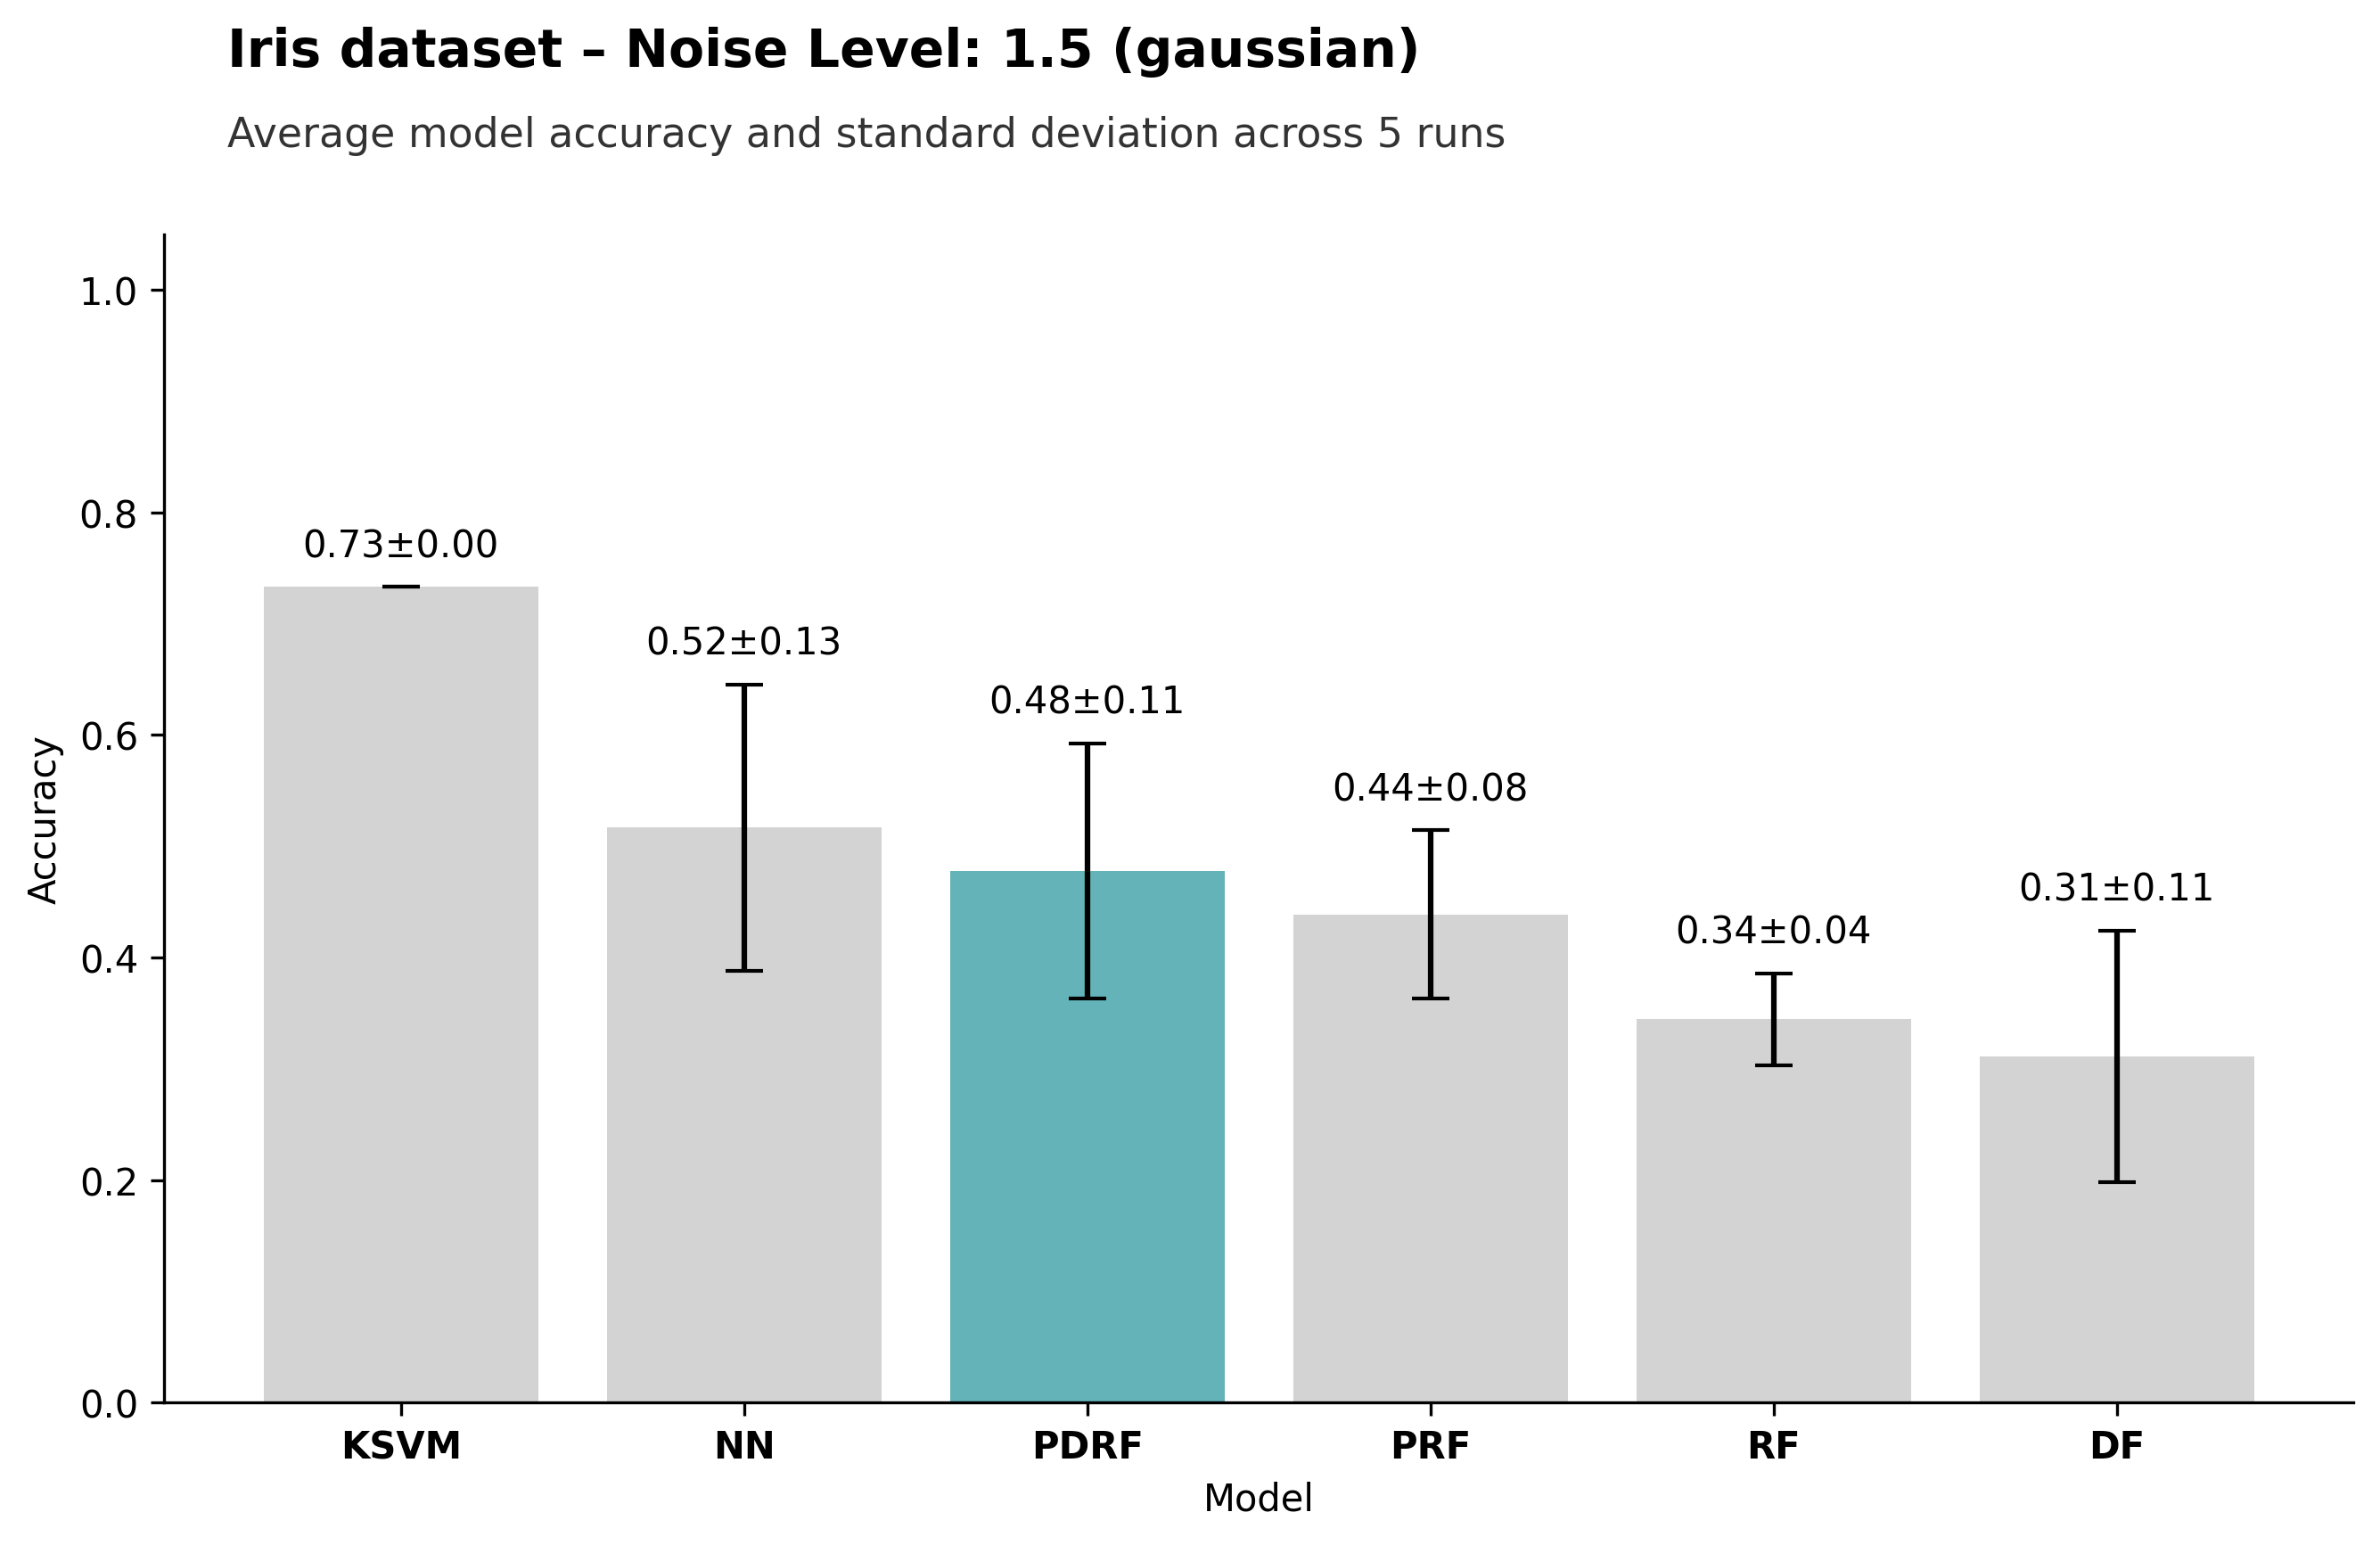 Iris dataset – Noise Level: 1.5 (gaussian)
Average model accuracy and standard deviation across 5 runs
1.0
0.8
0.6
0.4
0.2
0.0
Accuracy
0.73±0.00
0.52±0.13
0.48±0.11
0.44±0.08
0.34±0.04
0.31±0.11
KSVM NN PDRF PRF RF DF
Model